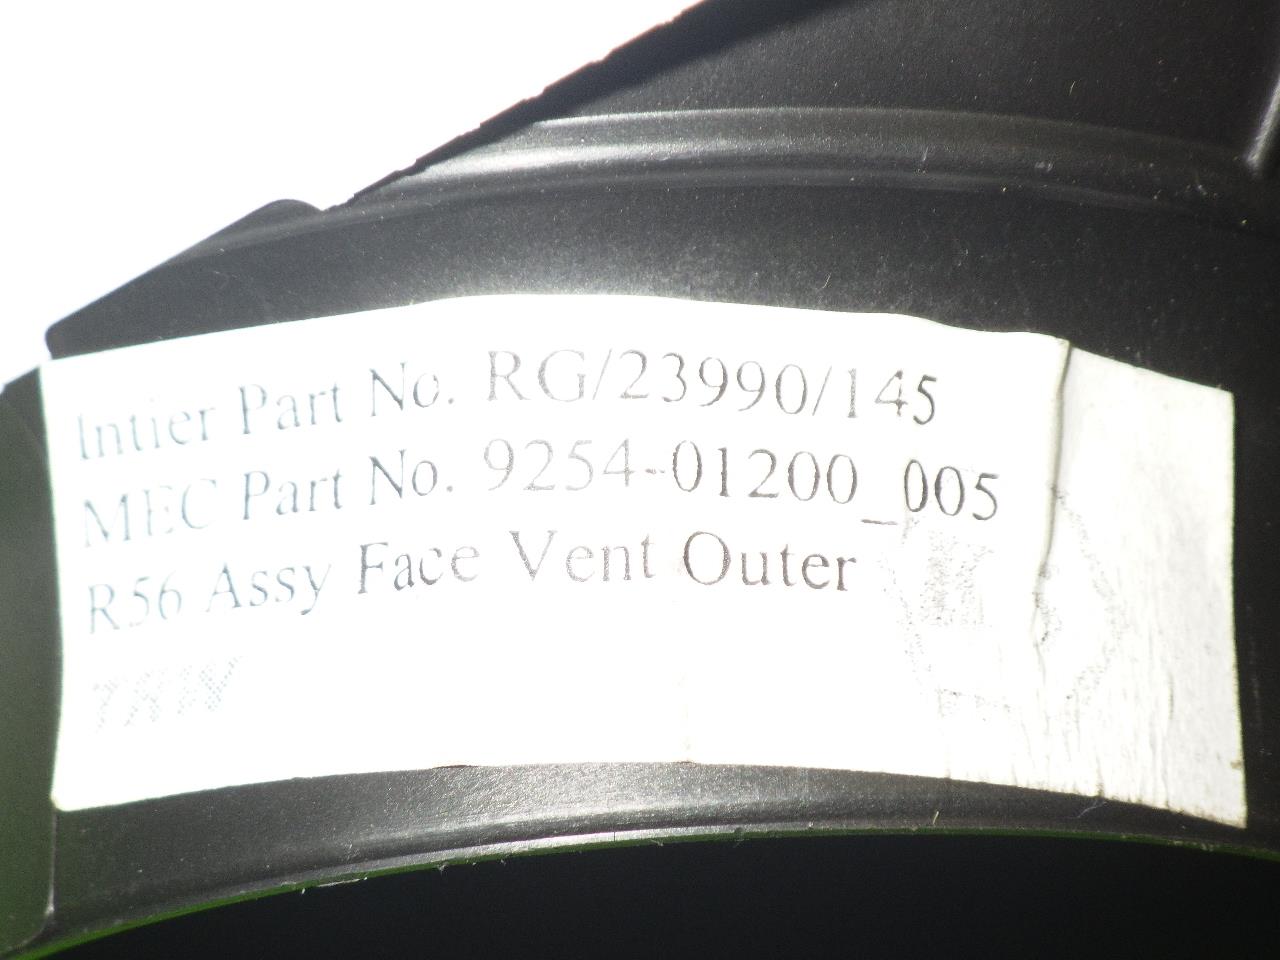 Intier Part No. RG/23990/145
MEC Part No. 9254-01200_005
R56 Assy Face Vent Outer